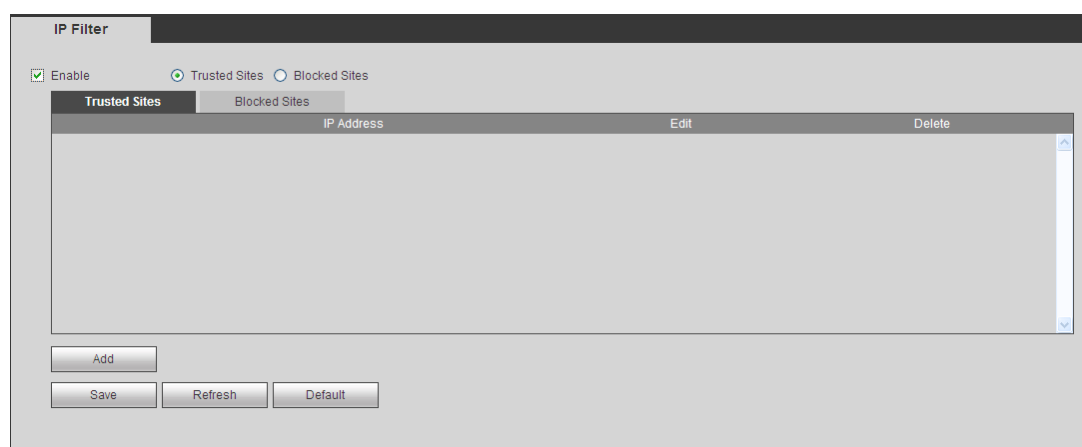 IP Filter
Enable Trusted Sites Blocked Sites
Trusted Sites Blocked Sites
IP Address Edit Delete
Add
Save Refresh Default